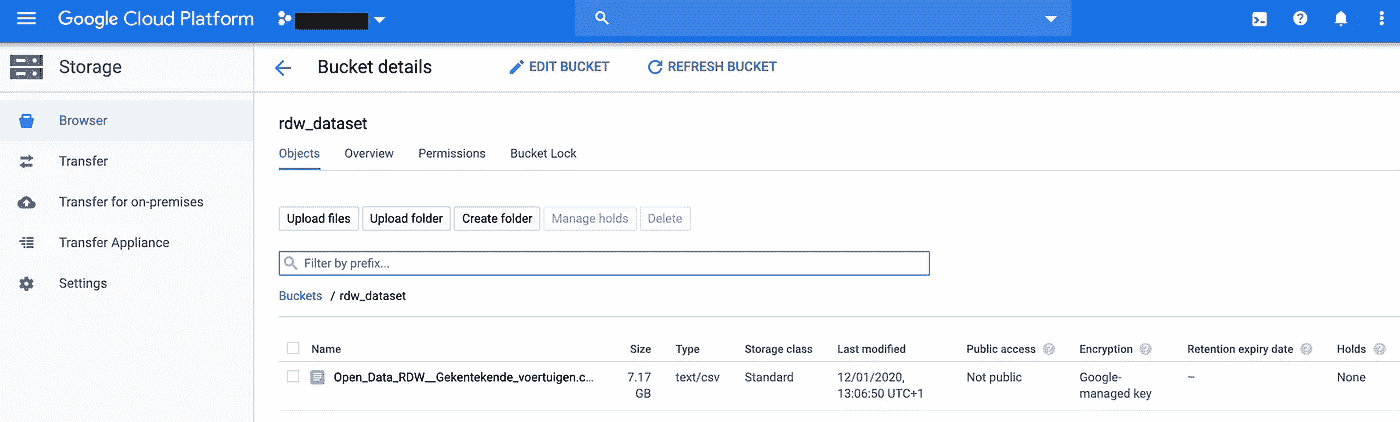 Google Cloud Platform
Storage
Bucket details
EDIT BUCKET
REFRESH BUCKET
Browser
Transfer
Transfer for on-premises
Transfer Appliance
Settings
rdw_dataset
Objects Overview Permissions Bucket Lock
Upload files Upload folder Create folder Manage holds Delete
Filter by prefix...
Buckets / rdw_dataset
Name Size Type Storage class Last modified Public access Encryption Retention expiry date Holds
Open_Data_RDW__Gekentekende_voertuigen.c... 7.17 text/csv Standard 12/01/2020, Not public Google- – None
GB 13:06:50 UTC+1 managed key